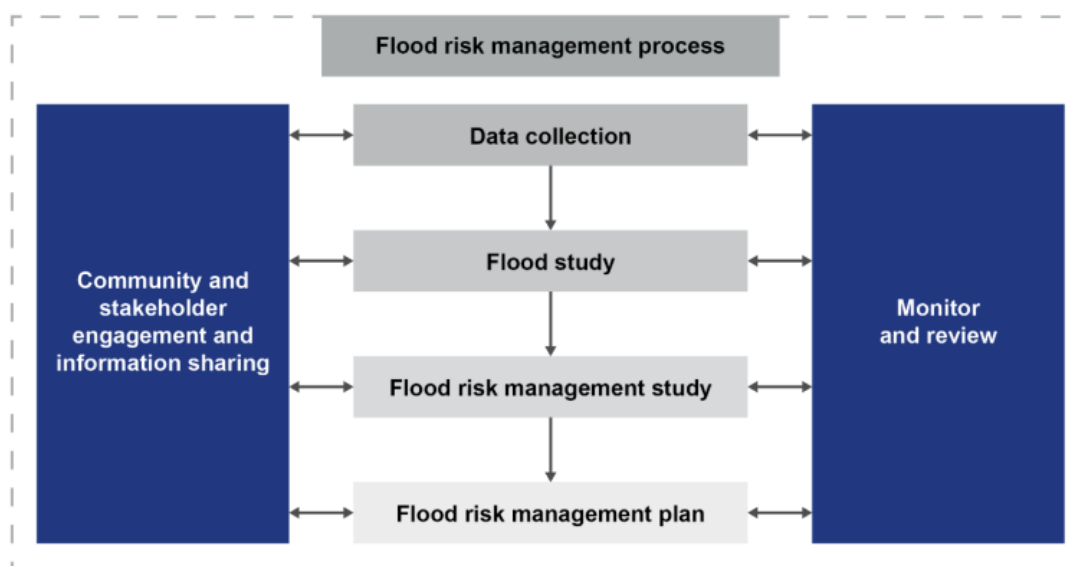 Flood risk management process
Data collection
Flood study
Community and
stakeholder
engagement and
information sharing
Monitor
and review
Flood risk management study
Flood risk management plan